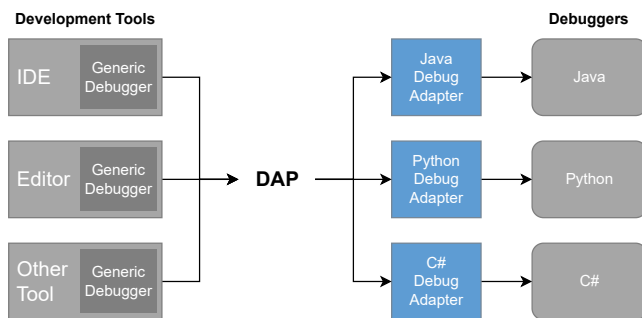 Development Tools
Debuggers
IDE
Generic
Debugger
Java
Debug
Adapter
Java
Editor
Generic
Debugger
DAP
Python
Debug
Adapter
Python
Other
Tool
Generic
Debugger
C#
Debug
Adapter
C#